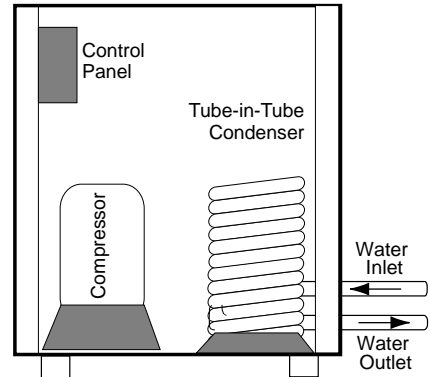 Control
Panel
Tube-in-Tube
Condenser
Compressor
Water
Inlet
Water
Outlet